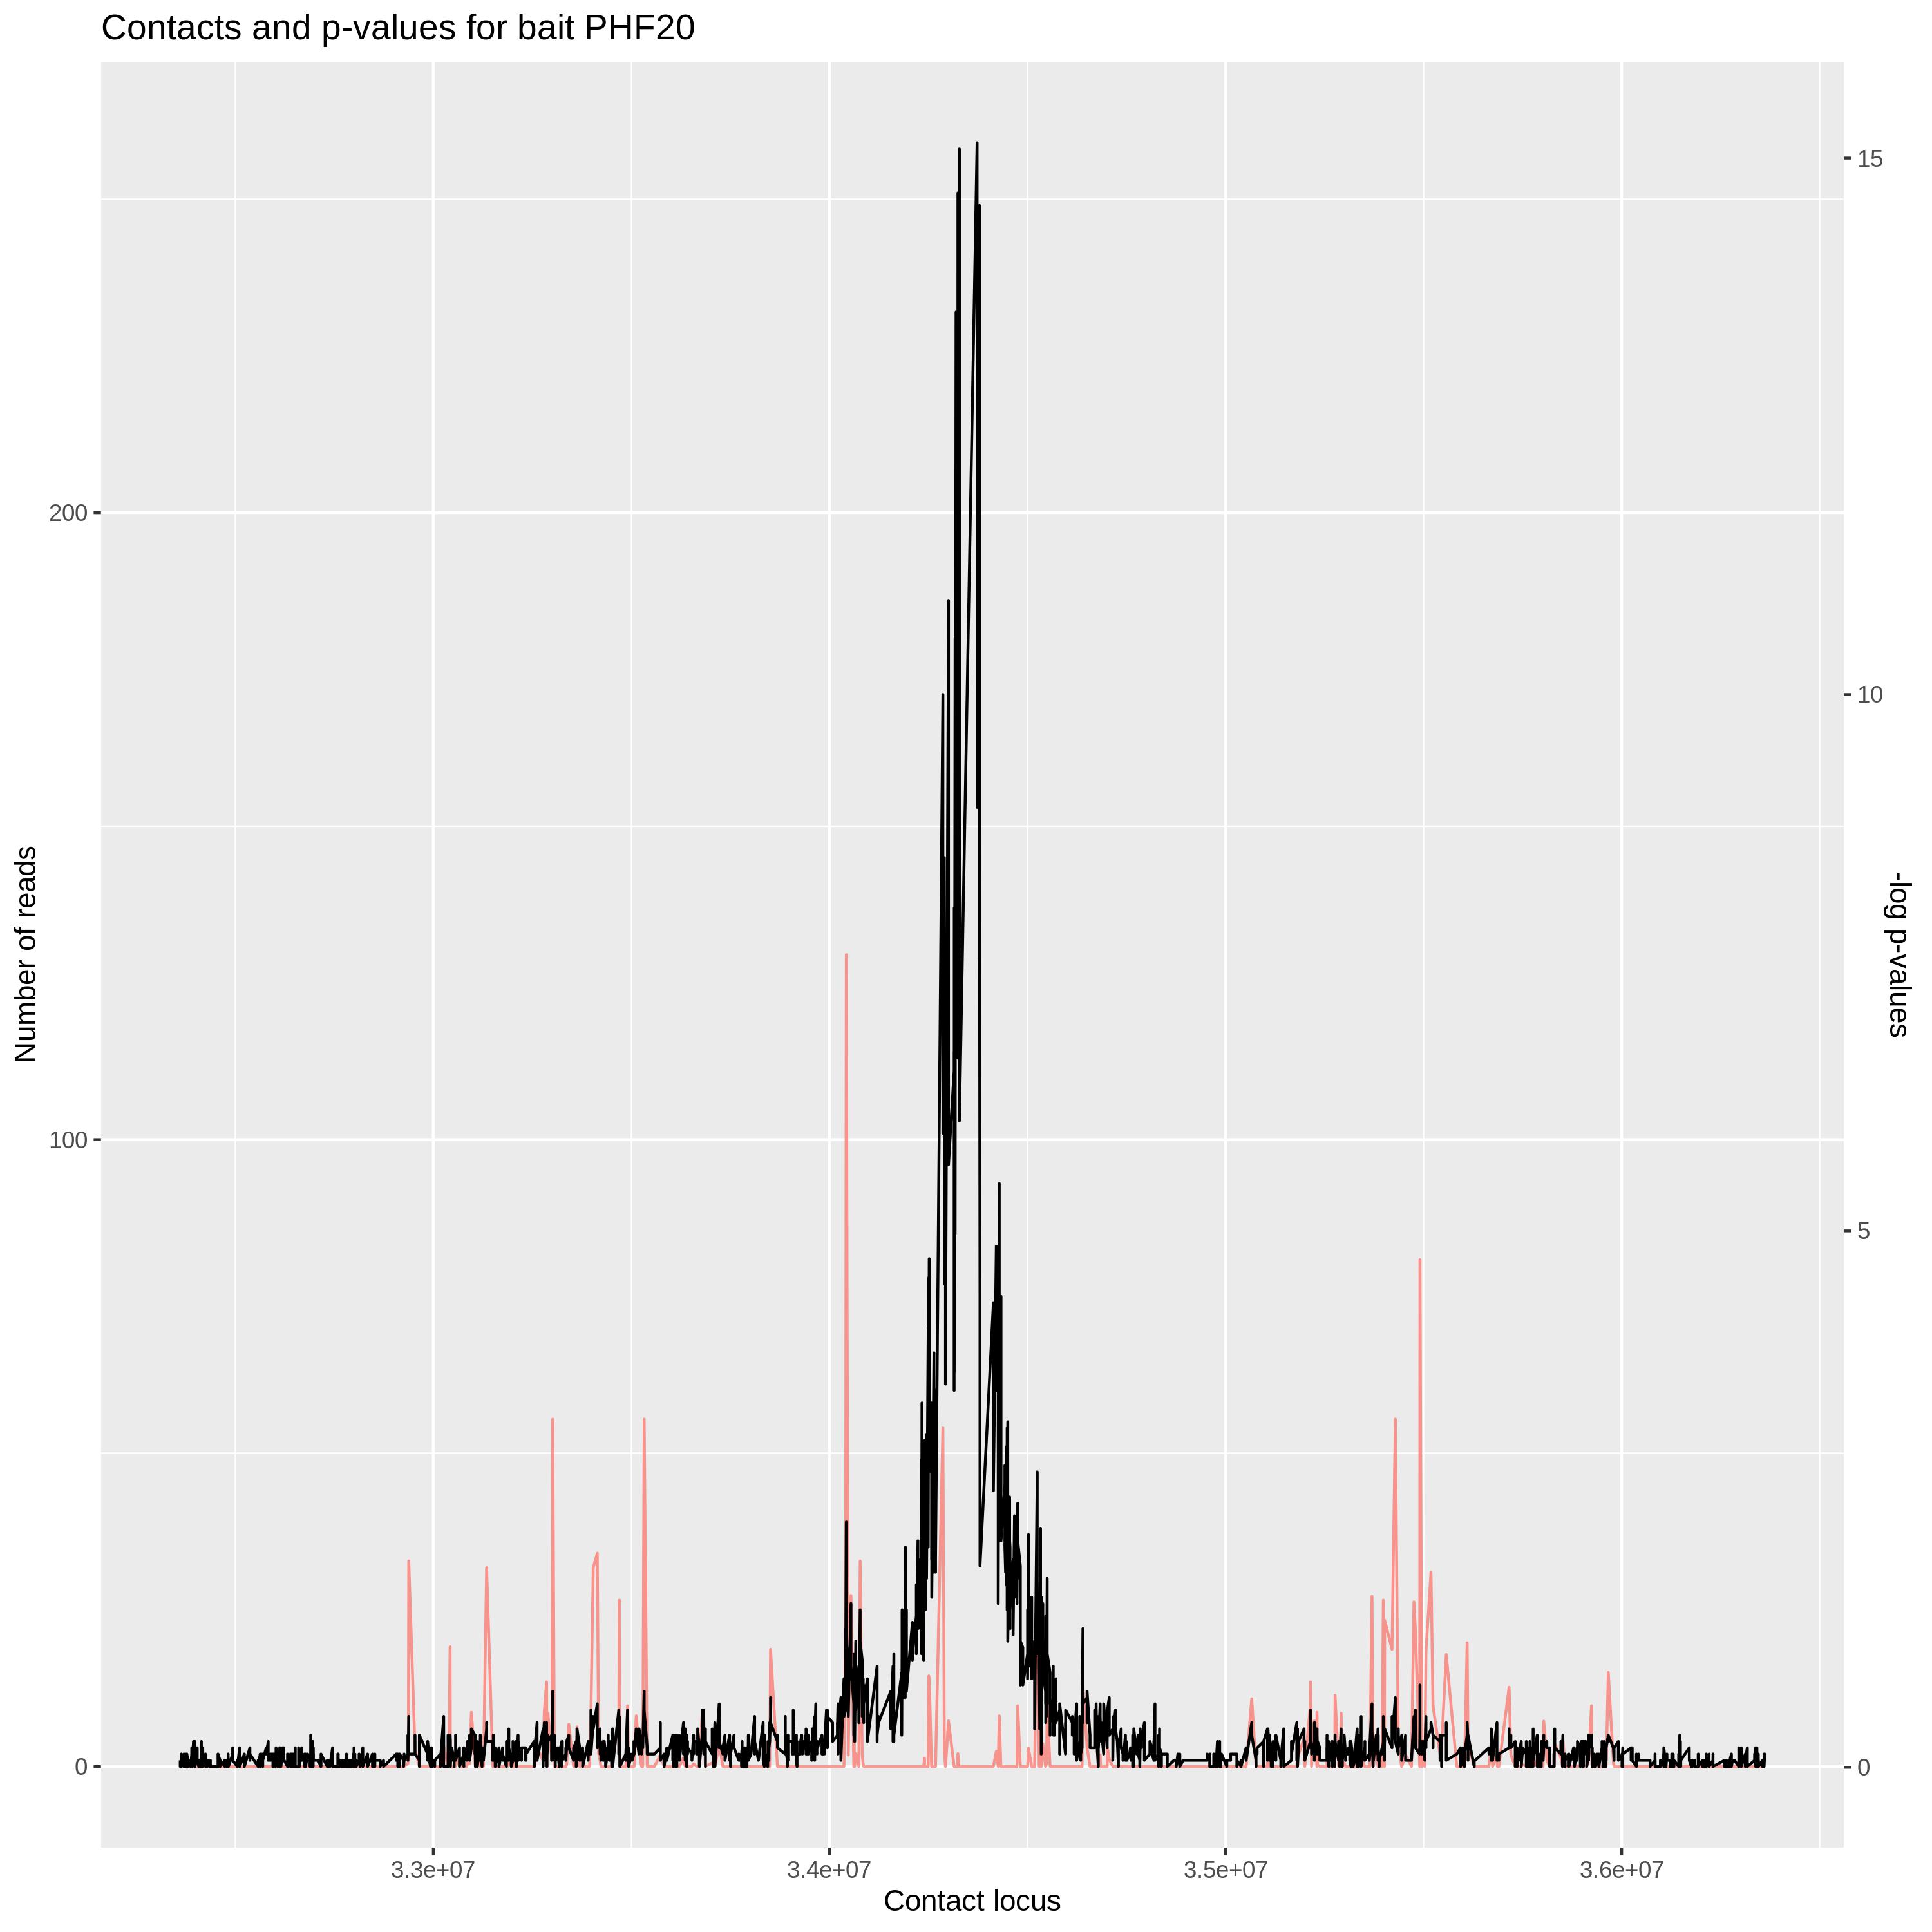 Contacts and p-values for bait PHF20
Number of reads
200
100
0
15
10
5
0
-log p-values
3.3e+07
3.4e+07
3.5e+07
3.6e+07
Contact locus